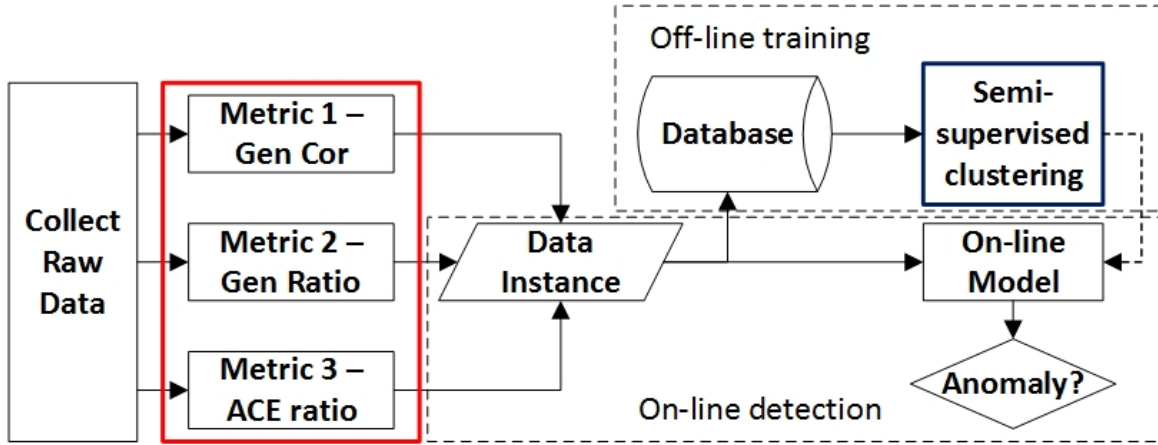 Off-line training
Collect
Raw
Data
Metric 1 –
Gen Cor
Metric 2 –
Gen Ratio
Metric 3 –
ACE ratio
Data
Instance
Database
Semi-
supervised
clustering
On-line
Model
Anomaly?
On-line detection